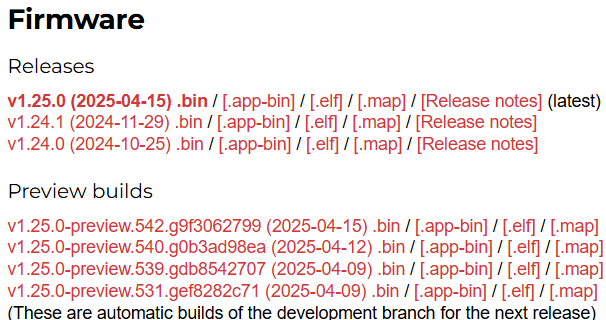 Firmware
Releases
v1.25.0 (2025-04-15) .bin / [.app-bin] / [.elf] / [.map] / [Release notes] (latest)
v1.24.1 (2024-11-29) .bin / [.app-bin] / [.elf] / [.map] / [Release notes]
v1.24.0 (2024-10-25) .bin / [.app-bin] / [.elf] / [.map] / [Release notes]
Preview builds
v1.25.0-preview.542.g9f3062799 (2025-04-15) .bin / [.app-bin] / [.elf] / [.map]
v1.25.0-preview.540.g0b3ad98ea (2025-04-12) .bin / [.app-bin] / [.elf] / [.map]
v1.25.0-preview.539.gdb8542707 (2025-04-09) .bin / [.app-bin] / [.elf] / [.map]
v1.25.0-preview.531.gef8282c71 (2025-04-09) .bin / [.app-bin] / [.elf] / [.map]
(These are automatic builds of the development branch for the next release)